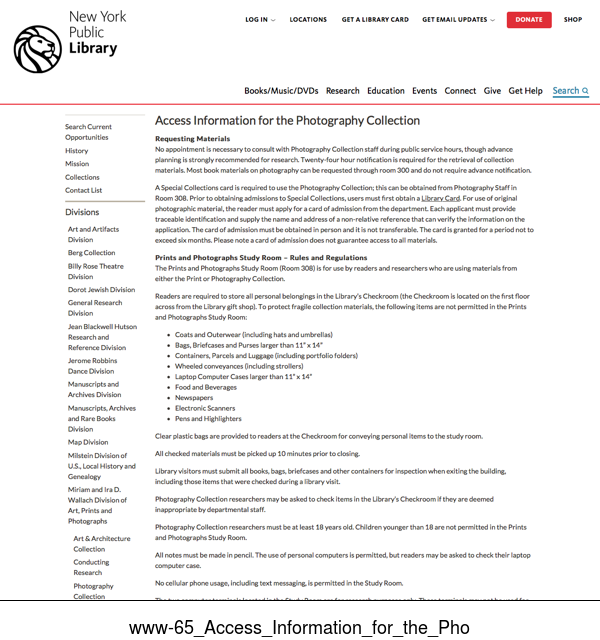 New York
Public
Library
LOG IN
LOCATIONS
GET A LIBRARY CARD
GET EMAIL UPDATES
DONATE
SHOP
Books/Music/DVDs Research Education Events Connect Give Get Help Search
Search Current
Opportunities
History
Mission
Collections
Contact List
Divisions
Art and Artifacts
Division
Berg Collection
Billy Rose Theatre
Division
Dorot Jewish Division
General Research
Division
Jean Blackwell Hutson
Research and
Reference Division
Jerome Robbins
Dance Division
Manuscripts and
Archives Division
Manuscripts, Archives
and Rare Books
Division
Map Division
Milstein Division of
U.S., Local History and
Genealogy
Miriam and Ira D.
Wallach Division of
Art, Prints and
Photographs
Art & Architecture
Collection
Conducting
Research
Photography
Collection
Access Information for the Photography Collection
Requesting Materials
No appointment is necessary to consult with Photography Collection staff during public service hours, though advance
planning is strongly recommended for research. Twenty-four hour notification is required for the retrieval of collection
materials. Most book materials on photography can be requested through room 300 and do not require advance notification.
A Special Collections card is required to use the Photography Collection; this can be obtained from Photography Staff in
Room 308. Prior to obtaining admissions to Special Collections, users must first obtain a Library Card. For use of original
photographic material, the reader must apply for a card of admission from the department. Each applicant must provide
traceable identification and supply the name and address of a non-relative reference that can verify the information on
the application. The card of admission must be obtained in person and it is not transferable. The card is granted for a period not to
exceed six months. Please note a card of admission does not guarantee access to all materials.
Prints and Photographs Study Room – Rules and Regulations
The Prints and Photographs Study Room (Room 308) is for use by readers and researchers who are using materials from
either the Print or Photography Collection.
Readers are required to store all personal belongings in the Library's Checkroom (the Checkroom is located on the first floor
across from the Library gift shop). To protect fragile collection materials, the following items are not permitted in the Prints
and Photographs Study Room:
• Coats and Outerwear (including hats and umbrellas)
• Bags, Briefcases and Purses larger than 11" x 14"
• Containers, Parcels and Luggage (including portfolio folders)
• Wheeled conveyances (including strollers)
• Laptop Computer Cases larger than 11" x 14"
• Food and Beverages
• Newspapers
• Electronic Scanners
• Pens and Highlighters
Clear plastic bags are provided to readers at the Checkroom for conveying personal items to the study room.
All checked materials must be picked up 10 minutes prior to closing.
Library visitors must submit all books, bags, briefcases and other containers for inspection when exiting the building,
including those items that were checked during a library visit.
Photography Collection researchers may be asked to check items in the Library's Checkroom if they are deemed
inappropriate by departmental staff.
Photography Collection researchers must be at least 18 years old. Children younger than 18 are not permitted in the Prints
and Photographs Study Room.
All notes must be made in pencil. The use of personal computers is permitted, but readers may be asked to check their laptop
computer case.
No cellular phone usage, including text messaging, is permitted in the Study Room.
www-65_Access_Information_for_the_Pho